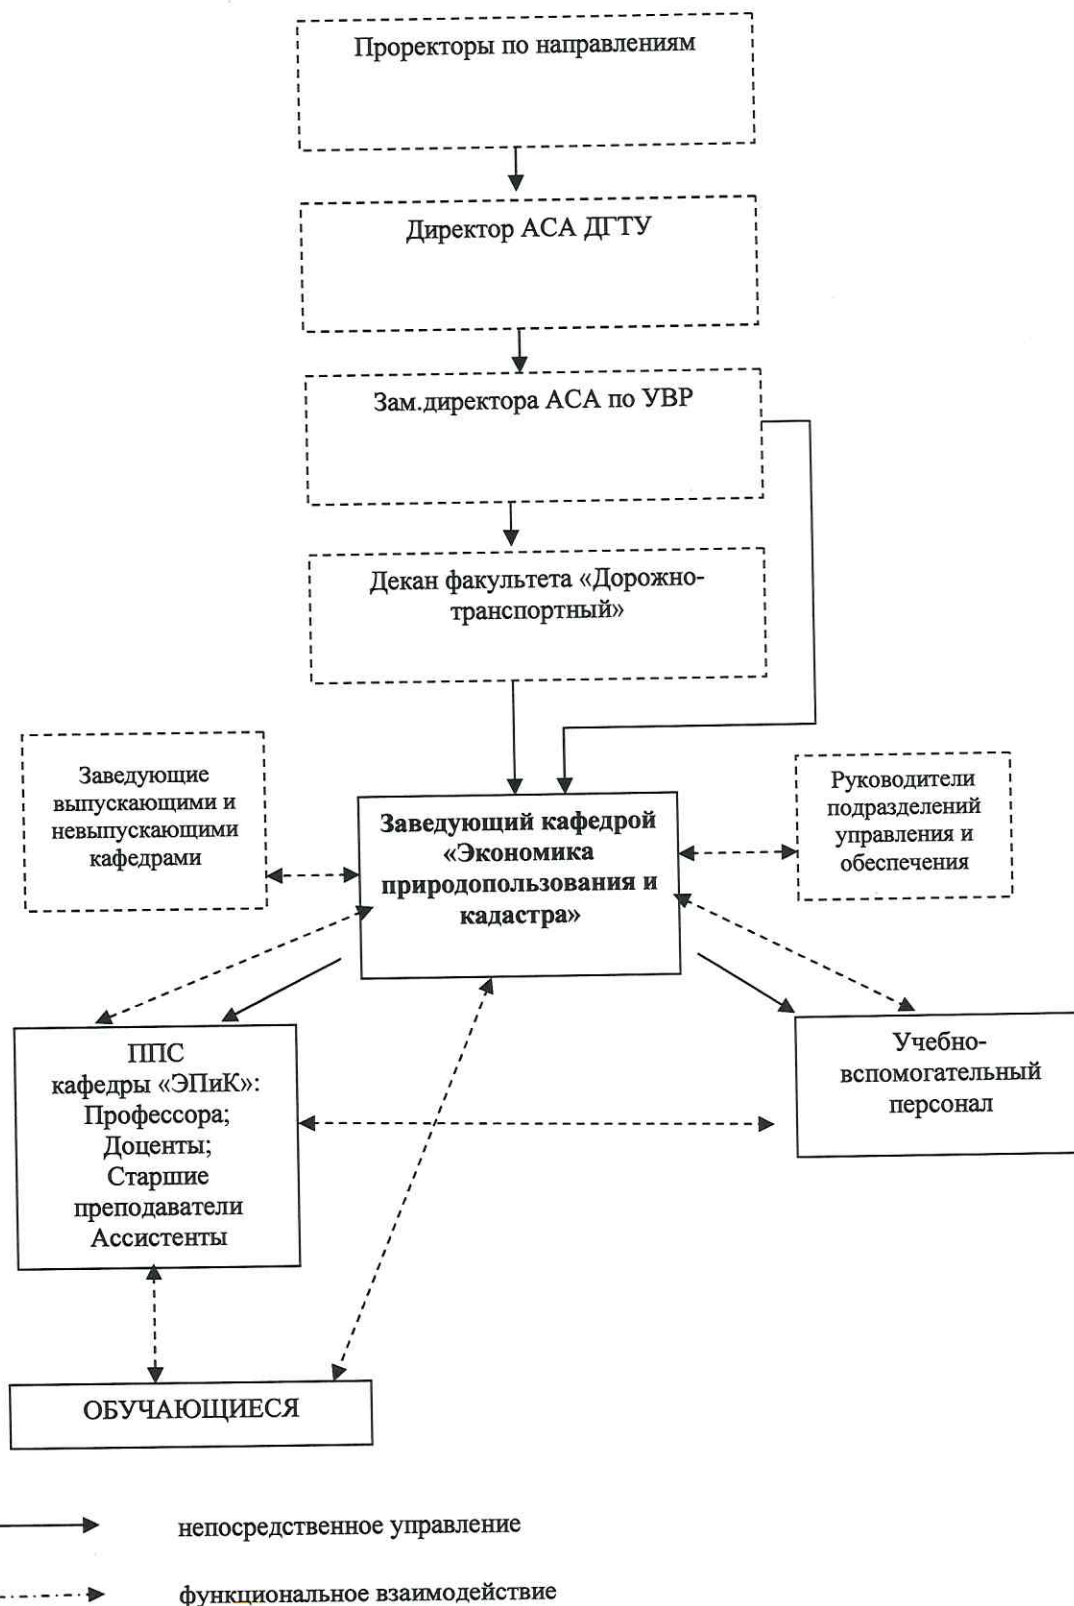 Проректоры по направлениям
Директор АСА ДГТУ
Зам.директора АСА по УВР
Декан факультета «Дорожно-
транспортный»
Заведующие
выпускающими и
невыпускающими
кафедрами
Заведующий кафедрой
«Экономика
природопользования и
кадастра»
Руководители
подразделений
управления и
обеспечения
ППС
кафедры «ЭПиК»:
Профессора;
Доценты;
Старшие
преподаватели
Ассистенты
Учебно-
вспомогательный
персонал
ОБУЧАЮЩИЕСЯ
непосредственное управление
функциональное взаимодействие